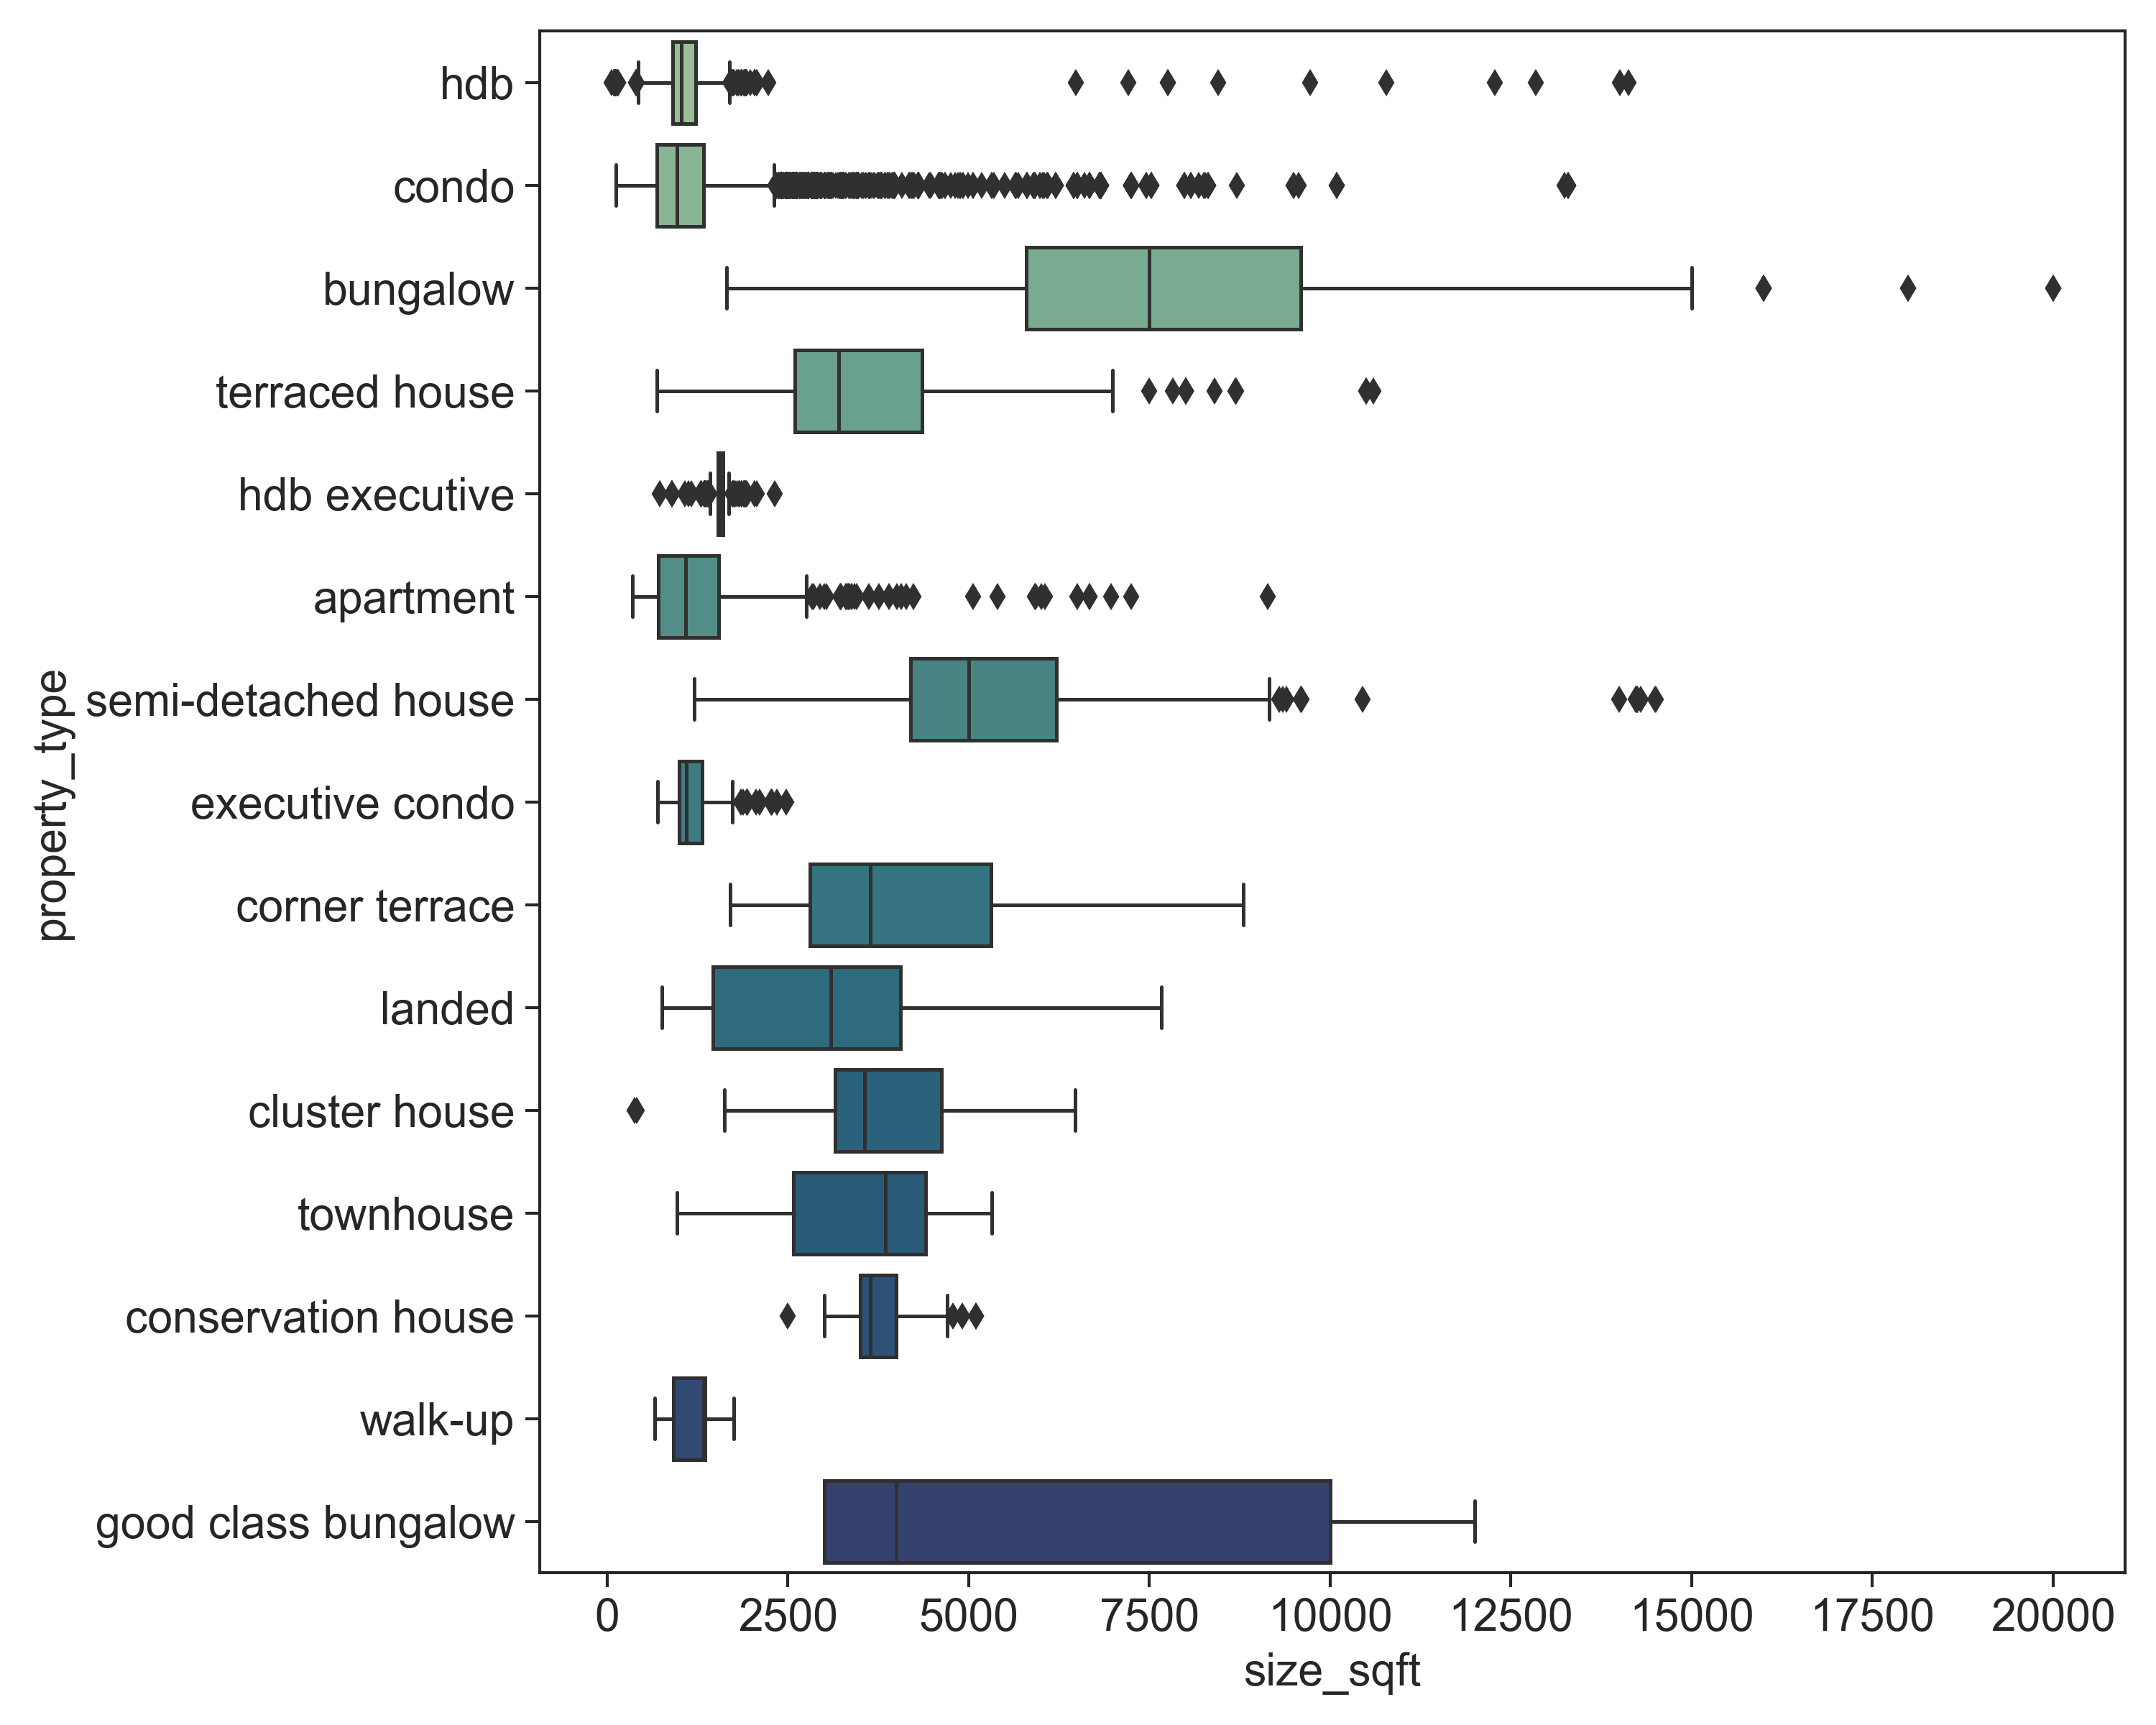 hdb
condo
bungalow
terraced house
hdb executive
apartment
semi-detached house
executive condo
corner terrace
landed
cluster house
townhouse
conservation house
walk-up
good class bungalow
property_type
0 2500 5000 7500 10000 12500 15000 17500 20000
size_sqft